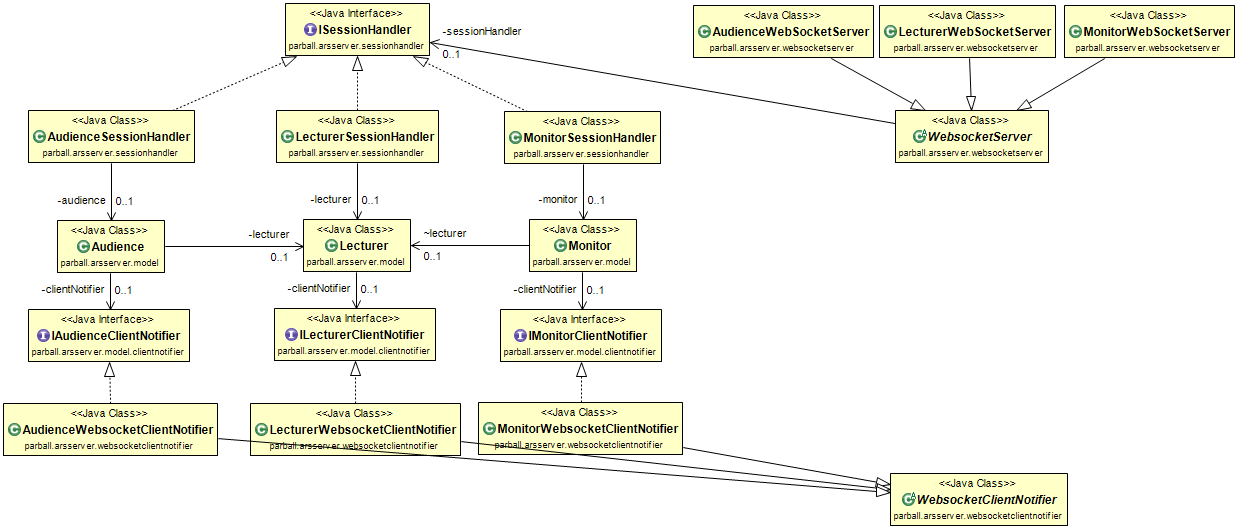 <<Java Interface>>
ISessionHandler
parball.arsserver.sessionhandler
-sessionHandler
0..1
<<Java Class>>
AudienceWebSocketServer
parball.arsserver.websocketserver
<<Java Class>>
LecturerWebSocketServer
parball.arsserver.websocketserver
<<Java Class>>
MonitorWebSocketServer
parball.arsserver.websocketserver
<<Java Class>>
AudienceSessionHandler
parball.arsserver.sessionhandler
<<Java Class>>
LecturerSessionHandler
parball.arsserver.sessionhandler
<<Java Class>>
MonitorSessionHandler
parball.arsserver.sessionhandler
<<Java Class>>
WebsocketServer
parball.arsserver.websocketserver
-audience
0..1
-lecturer
0..1
-monitor
0..1
<<Java Class>>
Audience
parball.arsserver.model
-lecturer
0..1
<<Java Class>>
Lecturer
parball.arsserver.model
~lecturer
0..1
<<Java Class>>
Monitor
parball.arsserver.model
-clientNotifier
0..1
-clientNotifier
0..1
-clientNotifier
0..1
<<Java Interface>>
IAudienceClientNotifier
parball.arsserver.model.clientnotifier
<<Java Interface>>
ILecturerClientNotifier
parball.arsserver.model.clientnotifier
<<Java Interface>>
IMonitorClientNotifier
parball.arsserver.model.clientnotifier
<<Java Class>>
AudienceWebsocketClientNotifier
parball.arsserver.websocketclientnotifier
<<Java Class>>
LecturerWebsocketClientNotifier
parball.arsserver.websocketclientnotifier
<<Java Class>>
MonitorWebsocketClientNotifier
parball.arsserver.websocketclientnotifier
<<Java Class>>
WebsocketClientNotifier
parball.arsserver.websocketclientnotifier